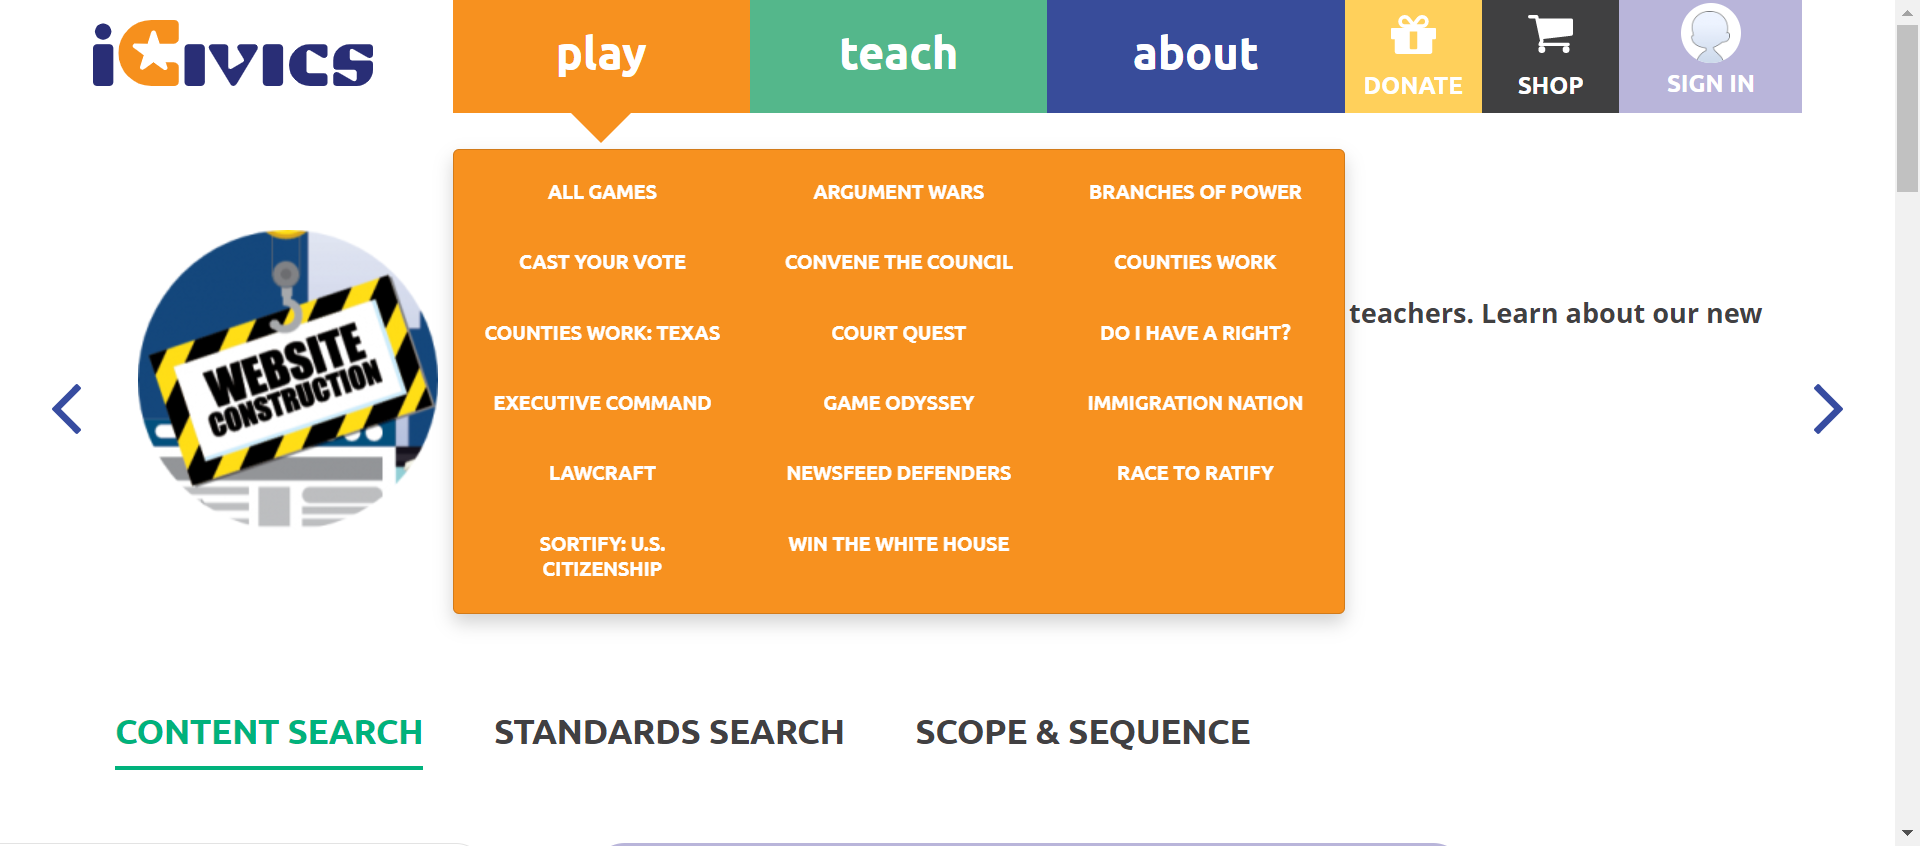 iCivics
play
teach
about
DONATE
SHOP
SIGN IN
ALL GAMES
ARGUMENT WARS
BRANCHES OF POWER
CAST YOUR VOTE
CONVENE THE COUNCIL
COUNTIES WORK
COUNTIES WORK: TEXAS
COURT QUEST
DO I HAVE A RIGHT?
EXECUTIVE COMMAND
GAME ODYSSEY
IMMIGRATION NATION
LAWCRAFT
NEWSFEED DEFENDERS
RACE TO RATIFY
SORTIFY: U.S.
CITIZENSHIP
WIN THE WHITE HOUSE
WEBSITE
CONSTRUCTION
teachers. Learn about our new
CONTENT SEARCH
STANDARDS SEARCH
SCOPE & SEQUENCE